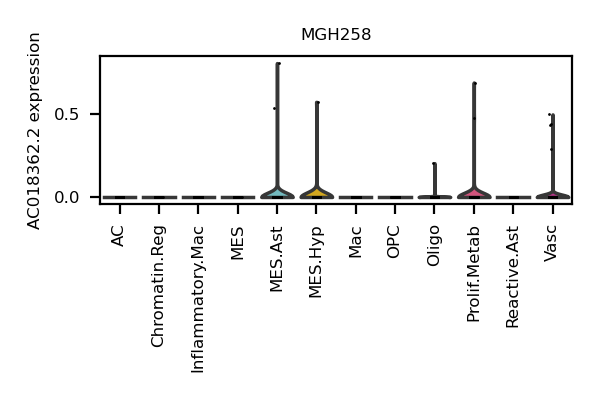 MGH258
AC018362.2 expression
0.5
0.0
AC
Chromatin.Reg
Inflammatory.Mac
MES
MES.Ast
MES.Hyp
Mac
OPC
Oligo
Prolif.Metab
Reactive.Ast
Vasc